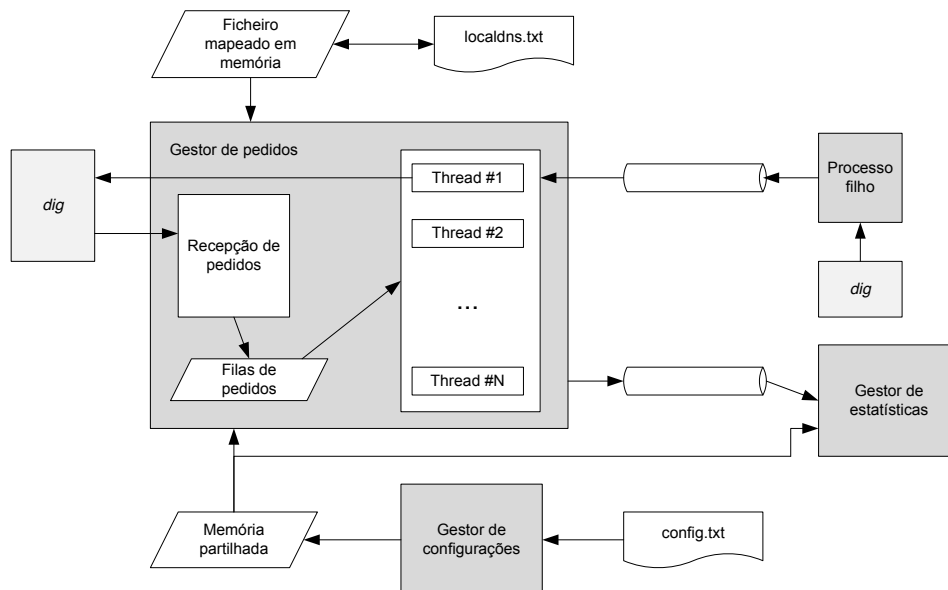 Ficheiro
mapeado em
memória
localdns.txt
Gestor de pedidos
dig
Thread #1
Thread #2
...
Thread #N
Recepção de
pedidos
Filas de
pedidos
Processo
filho
dig
Gestor de
estatísticas
Memória
partilhada
Gestor de
configurações
config.txt